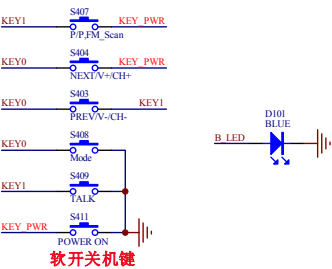 S407
KEY1 KEY_PWR
P/P,FM_Scan
S404
KEY0 KEY_PWR
NEXT/V+/CH+
S403
KEY0 KEY1
PREV/V-/CH-
S408
KEY0
Mode
S409
KEY1
TALK
S411
KEY_PWR
POWER ON
软开关机键
D101
BLUE
B_LED